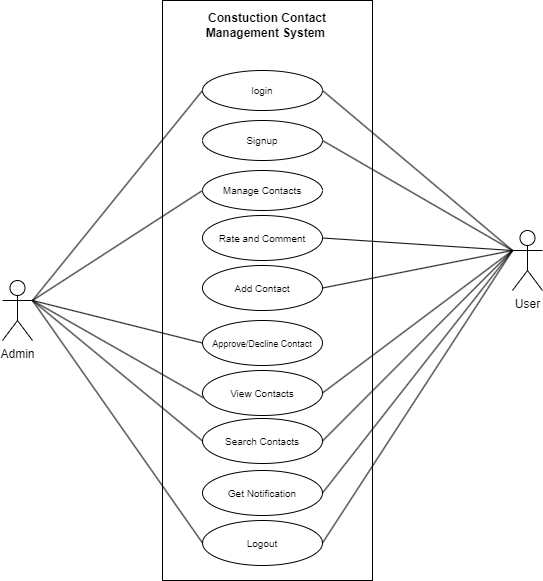 Constuction Contact
Management System
login
Signup
Manage Contacts
Rate and Comment
Add Contact
Approve/Decline Contact
View Contacts
Search Contacts
Get Notification
Logout
Admin
User